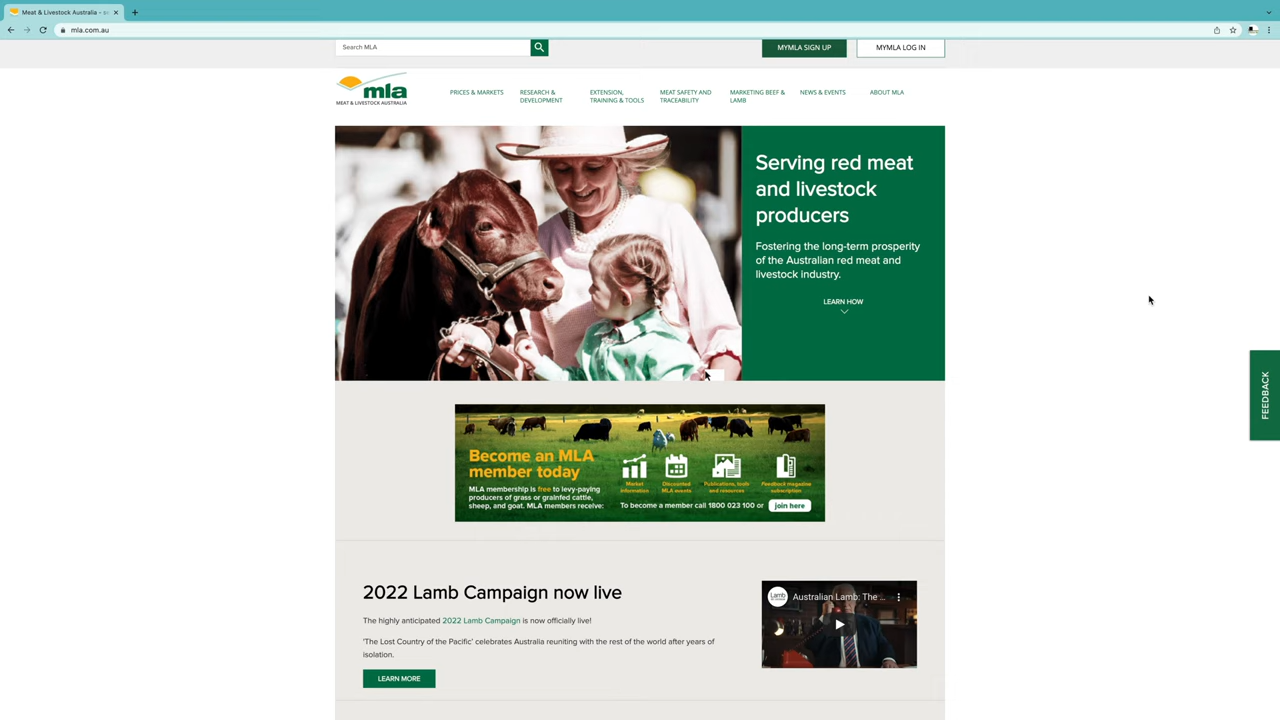 Meat & Livestock Australia -
mla.com.au
Search MLA
MYMLA SIGN UP
MYMLA LOG IN
mla
MEAT & LIVESTOCK AUSTRALIA
PRICES & MARKETS
RESEARCH &
DEVELOPMENT
EXTENSION,
TRAINING & TOOLS
MEAT SAFETY AND
TRACEABILITY
MARKETING BEEF &
LAMB
NEWS & EVENTS
ABOUT MLA
Serving red meat
and livestock
producers
Fostering the long-term prosperity
of the Australian red meat and
livestock industry.
LEARN HOW
FEEDBACK
Become an MLA
member today
MLA membership is free to levy-paying
producers of grass or grainfed cattle,
sheep, and goat. MLA members receive:
Market
information
Discounted
MLA events
Publications, tools
and resources
Feedback magazine
subscription
To become a member call 1800 023 100 or
join here
2022 Lamb Campaign now live
The highly anticipated 2022 Lamb Campaign is now officially live!
'The Lost Country of the Pacific' celebrates Australia reuniting with the rest of the world after years of
isolation.
LEARN MORE
Lamb
Australian Lamb: The ...